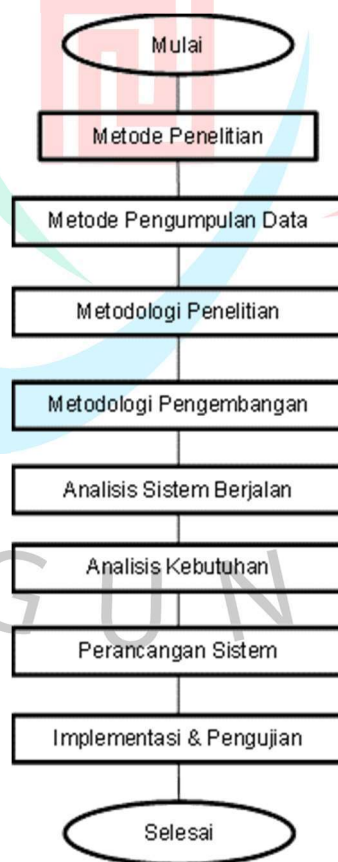 Mulai
Metode Penelitian
Metode Pengumpulan Data
Metodologi Penelitian
Metodologi Pengembangan
Analisis Sistem Berjalan
Analisis Kebutuhan
G U N
Perancangan Sistem
Implementasi & Pengujian
Selesai